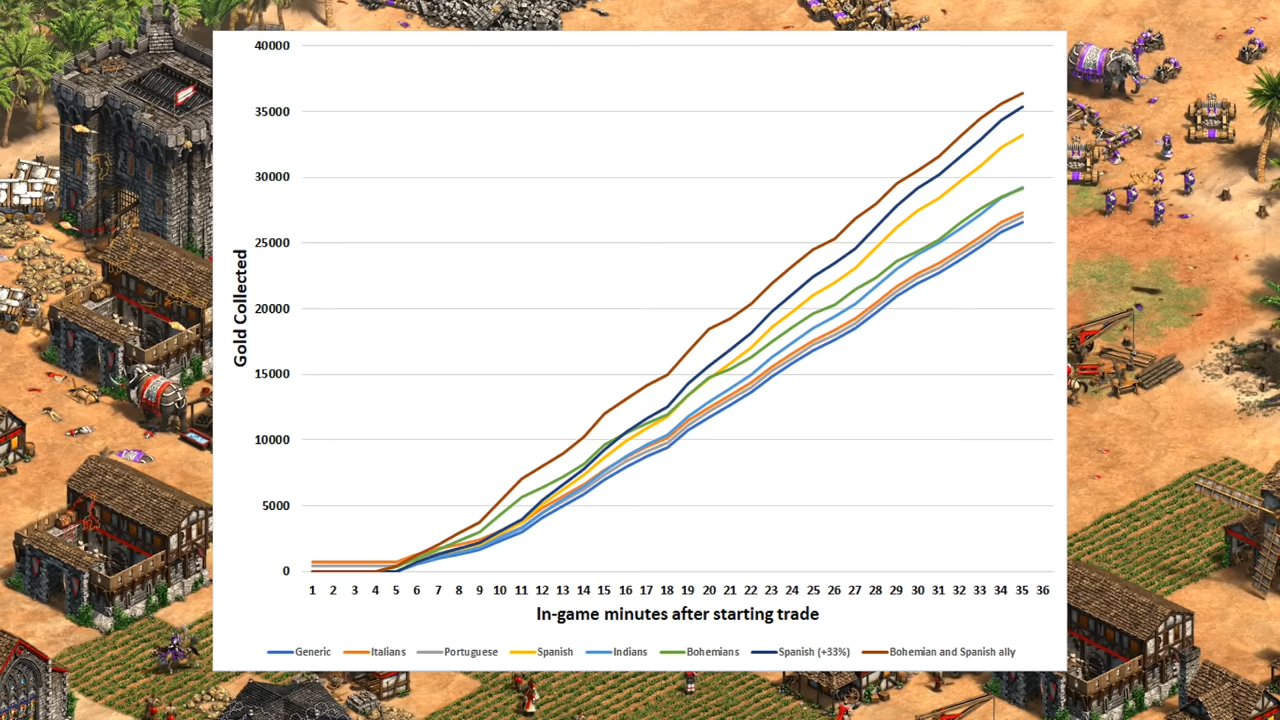 40000
35000
30000
25000
20000
15000
10000
5000
0
Gold Collected
1 2 3 4 5 6 7 8 9 10 11 12 13 14 15 16 17 18 19 20 21 22 23 24 25 26 27 28 29 30 31 32 33 34 35 36
In-game minutes after starting trade
Generic Italians Portuguese Spanish Indians Bohemians Spanish (+33%) Bohemian and Spanish ally